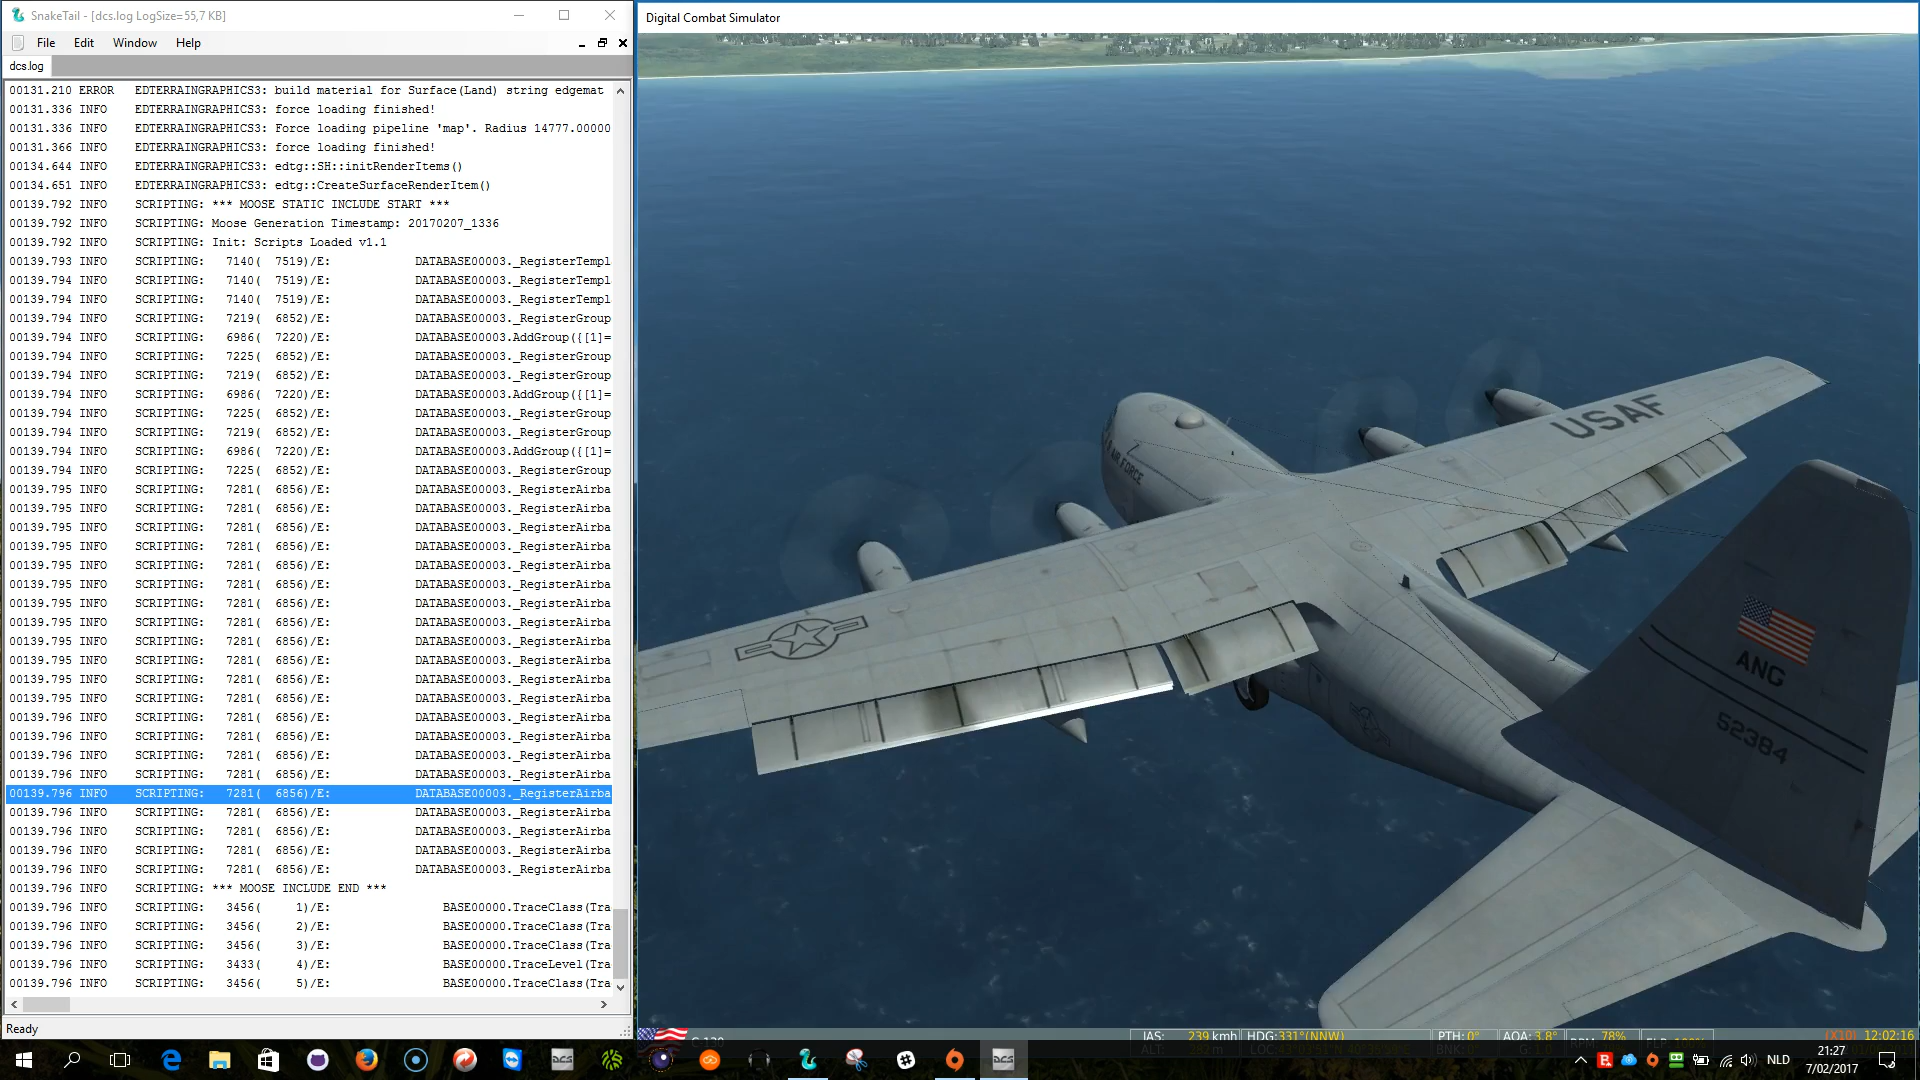 SnakeTail - [dcs.log LogSize=55,7 KB]
File Edit Window Help
dcs.log
00131.210 ERROR EDTERRAINGRAPHICS3: build material for Surface(Land) string edgemat
00131.336 INFO EDTERRAINGRAPHICS3: force loading finished!
00131.336 INFO EDTERRAINGRAPHICS3: Force loading pipeline 'map'. Radius 14777.00000
00131.366 INFO EDTERRAINGRAPHICS3: force loading finished!
00134.644 INFO EDTERRAINGRAPHICS3: edtg::SH::initRenderItems()
00134.651 INFO EDTERRAINGRAPHICS3: edtg::CreateSurfaceRenderItem()
00139.792 INFO SCRIPTING: *** MOOSE STATIC INCLUDE START ***
00139.792 INFO SCRIPTING: Moose Generation Timestamp: 20170207_1336
00139.792 INFO SCRIPTING: Init: Scripts Loaded v1.1
00139.793 INFO SCRIPTING: 7140( 7519)/E: DATABASE00003._RegisterTempl
00139.794 INFO SCRIPTING: 7140( 7519)/E: DATABASE00003._RegisterTempl
00139.794 INFO SCRIPTING: 7140( 7519)/E: DATABASE00003._RegisterTempl
00139.794 INFO SCRIPTING: 7219( 6852)/E: DATABASE00003._RegisterGroup
00139.794 INFO SCRIPTING: 6986( 7220)/E: DATABASE00003.AddGroup({[1]=
00139.794 INFO SCRIPTING: 7225( 6852)/E: DATABASE00003._RegisterGroup
00139.794 INFO SCRIPTING: 7219( 6852)/E: DATABASE00003._RegisterGroup
00139.794 INFO SCRIPTING: 6986( 7220)/E: DATABASE00003.AddGroup({[1]=
00139.794 INFO SCRIPTING: 7225( 6852)/E: DATABASE00003._RegisterGroup
00139.794 INFO SCRIPTING: 7219( 6852)/E: DATABASE00003._RegisterGroup
00139.794 INFO SCRIPTING: 6986( 7220)/E: DATABASE00003.AddGroup({[1]=
00139.794 INFO SCRIPTING: 7225( 6852)/E: DATABASE00003._RegisterGroup
00139.795 INFO SCRIPTING: 7281( 6856)/E: DATABASE00003._RegisterAirba
00139.795 INFO SCRIPTING: 7281( 6856)/E: DATABASE00003._RegisterAirba
00139.795 INFO SCRIPTING: 7281( 6856)/E: DATABASE00003._RegisterAirba
00139.795 INFO SCRIPTING: 7281( 6856)/E: DATABASE00003._RegisterAirba
00139.795 INFO SCRIPTING: 7281( 6856)/E: DATABASE00003._RegisterAirba
00139.795 INFO SCRIPTING: 7281( 6856)/E: DATABASE00003._RegisterAirba
00139.795 INFO SCRIPTING: 7281( 6856)/E: DATABASE00003._RegisterAirba
00139.795 INFO SCRIPTING: 7281( 6856)/E: DATABASE00003._RegisterAirba
00139.795 INFO SCRIPTING: 7281( 6856)/E: DATABASE00003._RegisterAirba
00139.795 INFO SCRIPTING: 7281( 6856)/E: DATABASE00003._RegisterAirba
00139.795 INFO SCRIPTING: 7281( 6856)/E: DATABASE00003._RegisterAirba
00139.795 INFO SCRIPTING: 7281( 6856)/E: DATABASE00003._RegisterAirba
00139.796 INFO SCRIPTING: 7281( 6856)/E: DATABASE00003._RegisterAirba
00139.796 INFO SCRIPTING: 7281( 6856)/E: DATABASE00003._RegisterAirba
00139.796 INFO SCRIPTING: 7281( 6856)/E: DATABASE00003._RegisterAirba
00139.796 INFO SCRIPTING: 7281( 6856)/E: DATABASE00003._RegisterAirba
00139.796 INFO SCRIPTING: 7281( 6856)/E: DATABASE00003._RegisterAirba
00139.796 INFO SCRIPTING: 7281( 6856)/E: DATABASE00003._RegisterAirba
00139.796 INFO SCRIPTING: 7281( 6856)/E: DATABASE00003._RegisterAirba
00139.796 INFO SCRIPTING: 7281( 6856)/E: DATABASE00003._RegisterAirba
00139.796 INFO SCRIPTING: 7281( 6856)/E: DATABASE00003._RegisterAirba
00139.796 INFO SCRIPTING: *** MOOSE INCLUDE END ***
00139.796 INFO SCRIPTING: 3456( 1)/E: BASE00000.TraceClass(Tra
00139.796 INFO SCRIPTING: 3456( 2)/E: BASE00000.TraceClass(Tra
00139.796 INFO SCRIPTING: 3456( 3)/E: BASE00000.TraceClass(Tra
00139.796 INFO SCRIPTING: 3433( 4)/E: BASE00000.TraceLevel(Tra
00139.796 INFO SCRIPTING: 3456( 5)/E: BASE00000.TraceClass(Tra
Ready
Digital Combat Simulator
USAF
AIR FORCE
ANG
52384
C-130
IAS: 239 kmh HDG:331°(NNW) PTH: 0° AOA: 3.8° 78% (X10) 12:02:16
DCS
DCS
NLD
21:27
7/02/2017